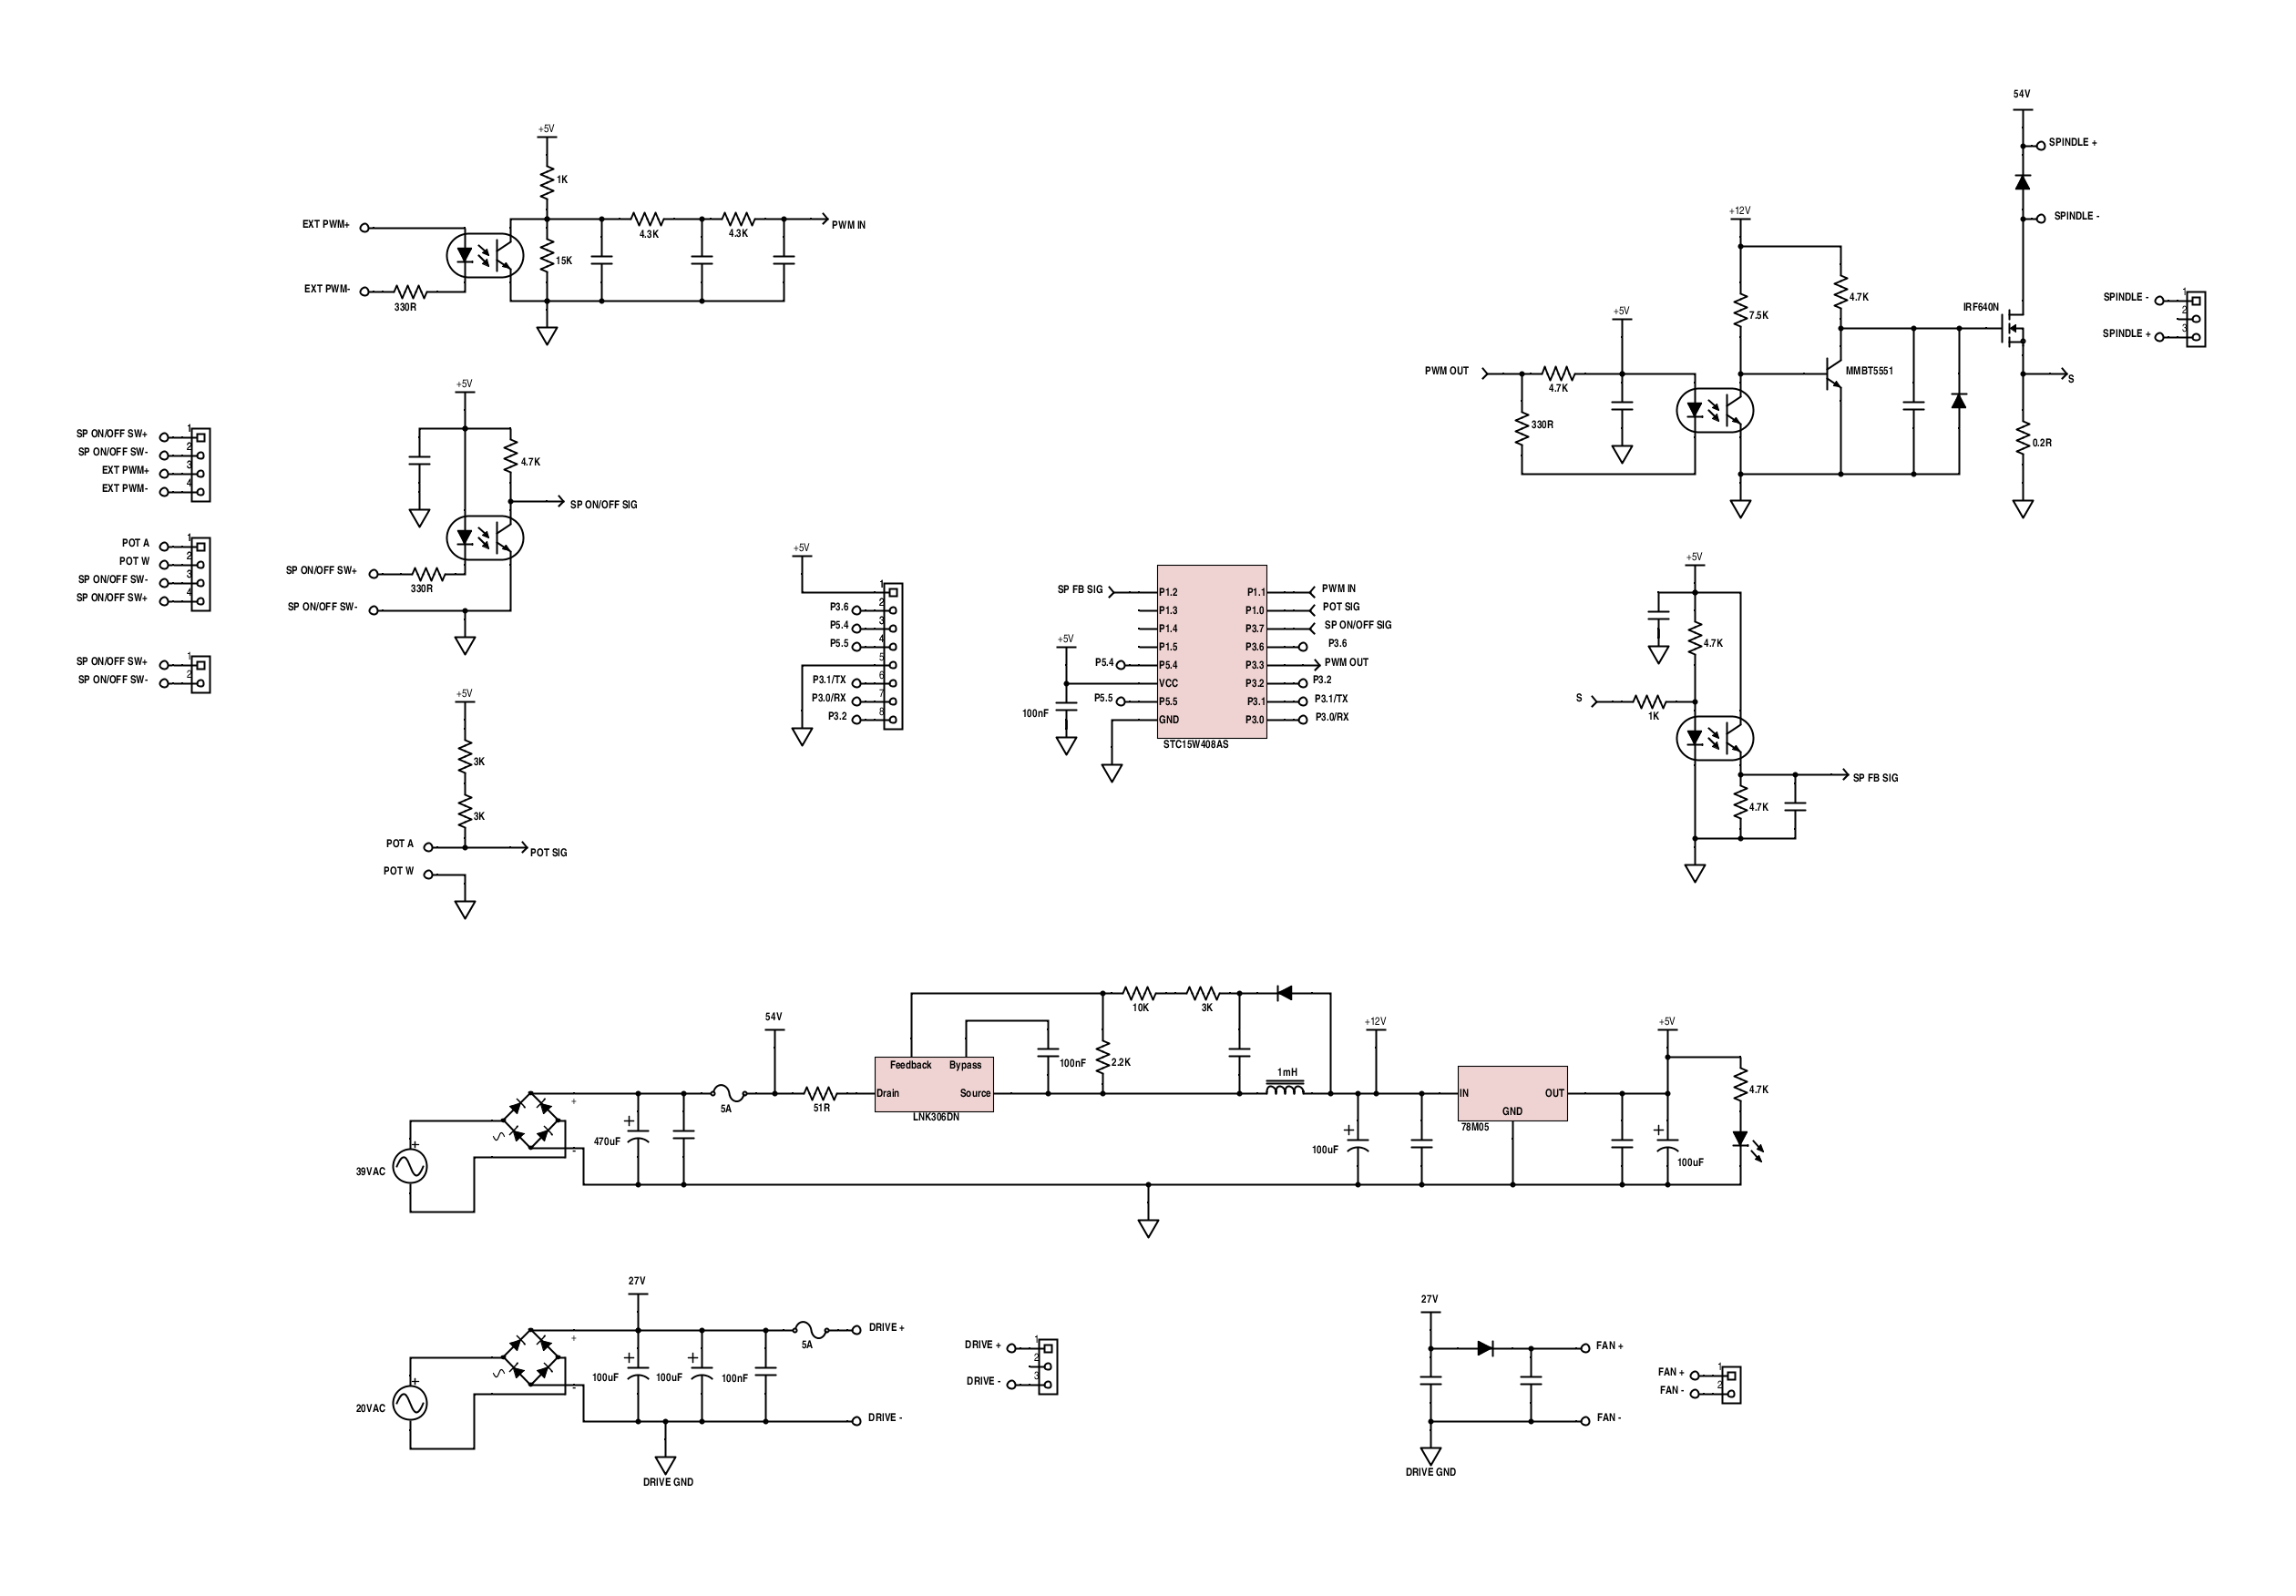 54V
SPINDLE +
SPINDLE -
+5V
1K
EXT PWM+
4.3K
4.3K
PWM IN
15K
EXT PWM-
330R
+12V
4.7K
7.5K
IRF640N
SPINDLE -
1
2
SPINDLE +
3
+5V
PWM OUT
4.7K
MMBT5551
S
330R
0.2R
+5V
4.7K
SP ON/OFF SIG
SP ON/OFF SW+
330R
SP ON/OFF SW-
SP ON/OFF SW+
1
SP ON/OFF SW-
2
EXT PWM+
3
EXT PWM-
4
POT A
1
POT W
2
SP ON/OFF SW-
3
SP ON/OFF SW+
4
SP ON/OFF SW+
1
SP ON/OFF SW-
2
+5V
3K
3K
POT A
POT SIG
POT W
+5V
1
P3.6
2
P5.4
3
P5.5
4
5
P3.1/TX
6
P3.0/RX
7
P3.2
8
SP FB SIG
P1.2
P1.1
PWM IN
P1.3
P1.0
POT SIG
P1.4
P3.7
SP ON/OFF SIG
+5V
P1.5
P3.6
P3.6
P5.4
P5.4
P3.3
PWM OUT
VCC
P3.2
P3.2
P5.5
P5.5
P3.1
P3.1/TX
100nF
GND
P3.0
P3.0/RX
STC15W408AS
+5V
4.7K
S
1K
SP FB SIG
4.7K
54V
10K
3K
+12V
+5V
Feedback
Bypass
100nF
2.2K
1mH
5A
51R
Drain
Source
LNK306DN
IN
OUT
GND
78M05
4.7K
+
+
470uF
-
+
39VAC
+
100uF
+
100uF
27V
+
+
+
5A
DRIVE +
100uF
100uF
100nF
-
+
20VAC
DRIVE -
DRIVE GND
DRIVE +
1
2
DRIVE -
3
27V
FAN +
FAN -
DRIVE GND
FAN +
1
FAN -
2